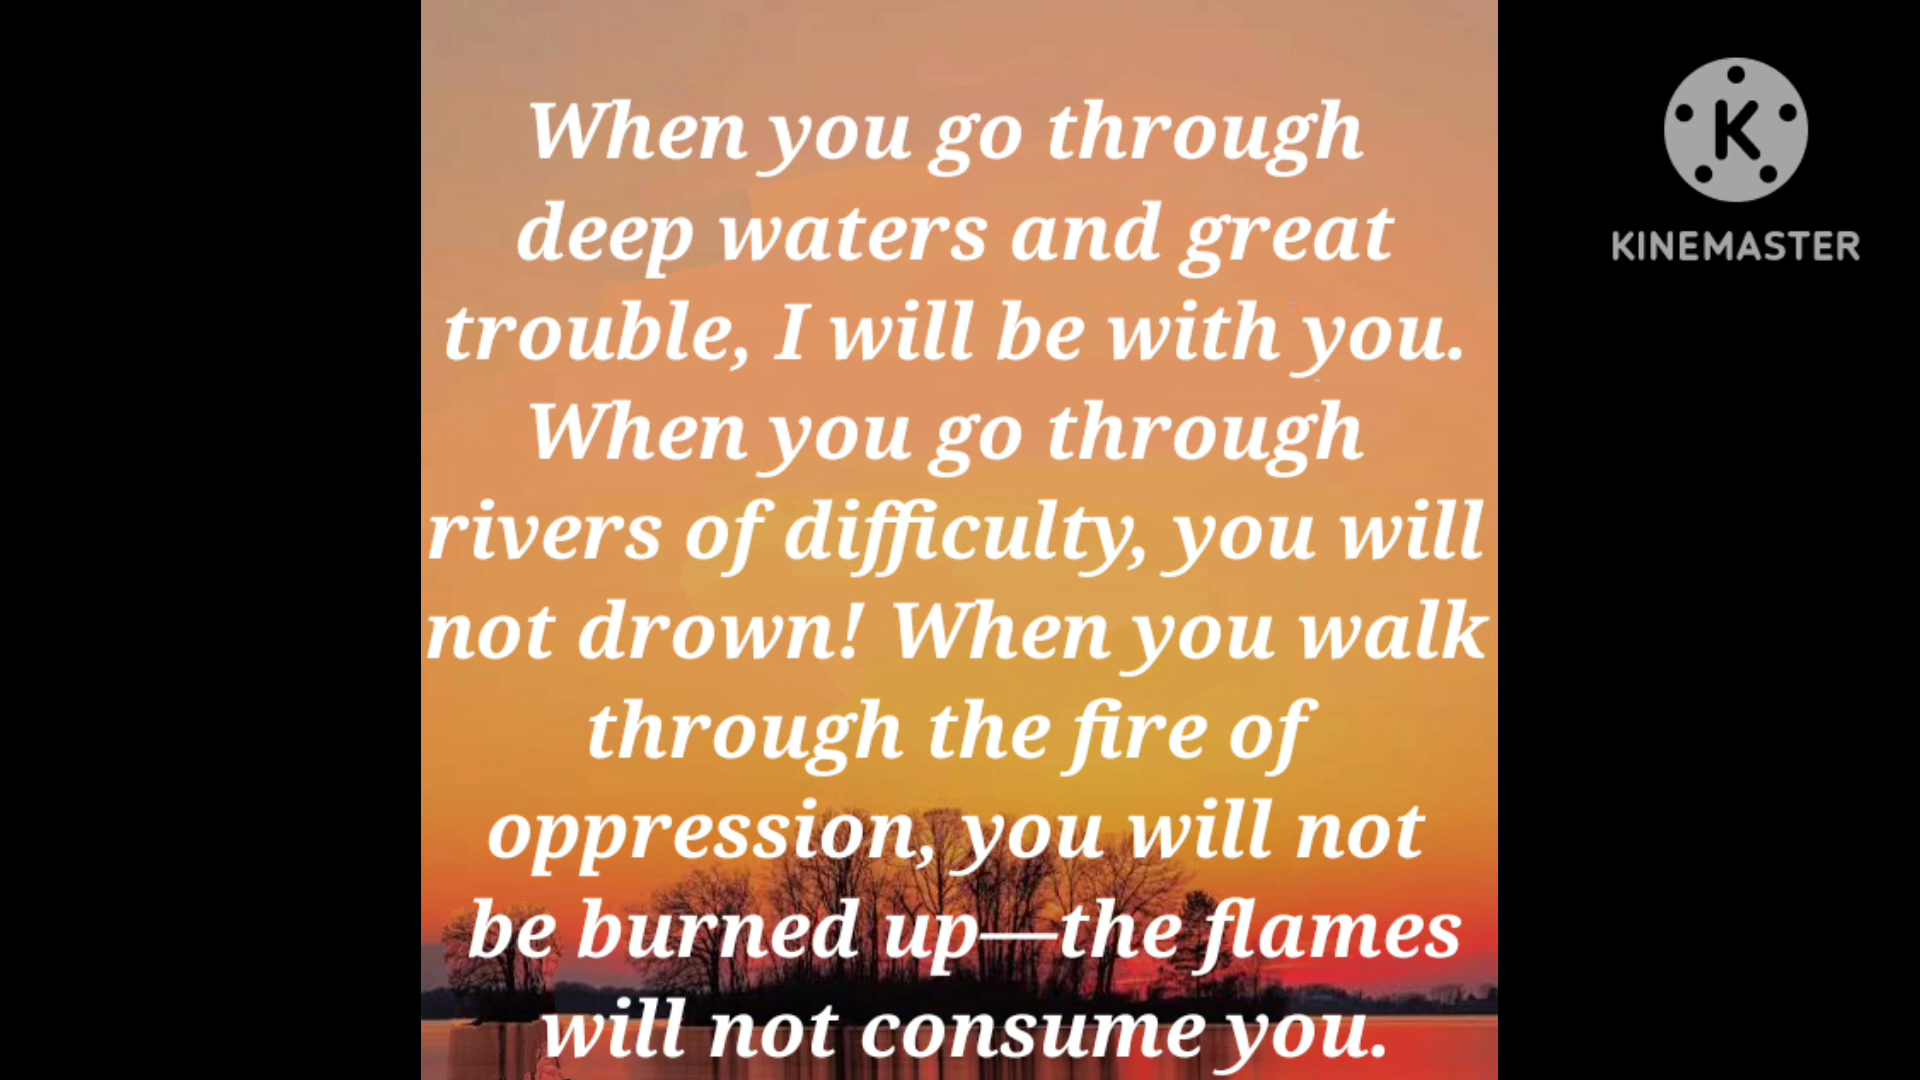 When you go through
deep waters and great
trouble, I will be with you.
When you go through
rivers of difficulty, you will
not drown! When you walk
through the fire of
oppression, you will not
be burned up—the flames
will not consume you.
K
KINEMASTER